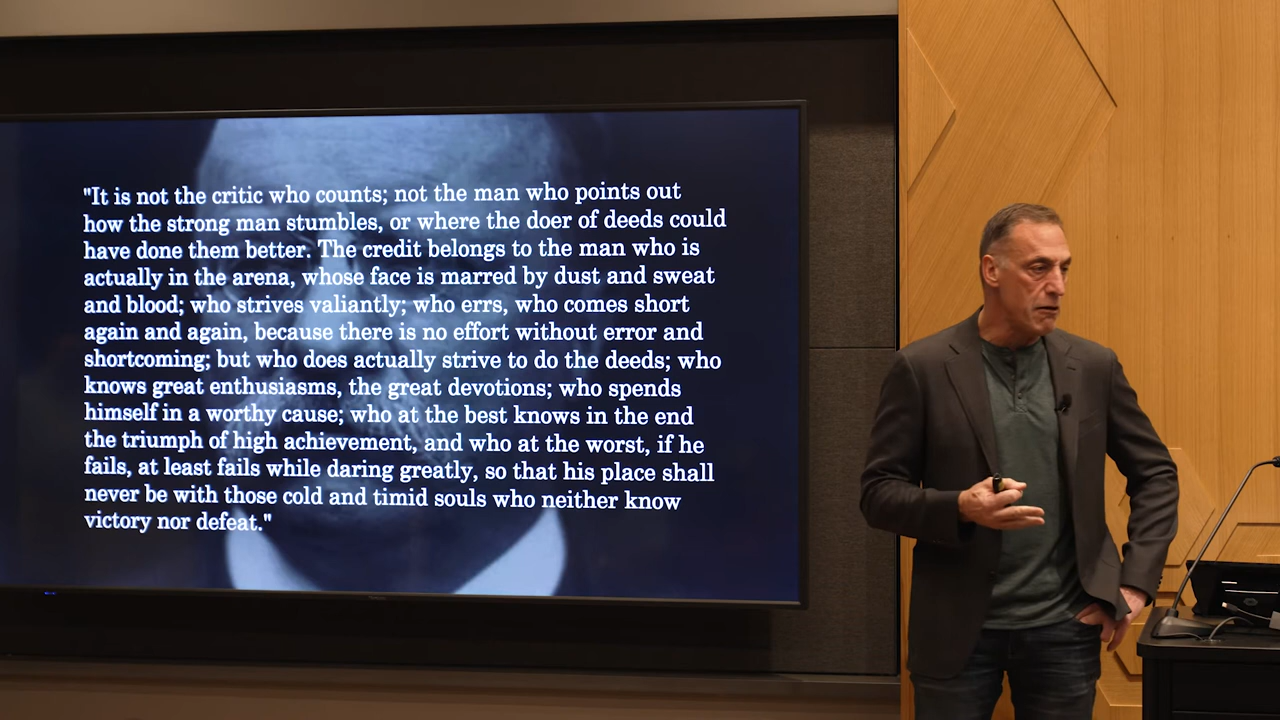 "It is not the critic who counts; not the man who points out
how the strong man stumbles, or where the doer of deeds could
have done them better. The credit belongs to the man who is
actually in the arena, whose face is marred by dust and sweat
and blood; who strives valiantly; who errs, who comes short
again and again, because there is no effort without error and
shortcoming; but who does actually strive to do the deeds; who
knows great enthusiasms, the great devotions; who spends
himself in a worthy cause; who at the best knows in the end
the triumph of high achievement, and who at the worst, if he
fails, at least fails while daring greatly, so that his place shall
never be with those cold and timid souls who neither know
victory nor defeat."